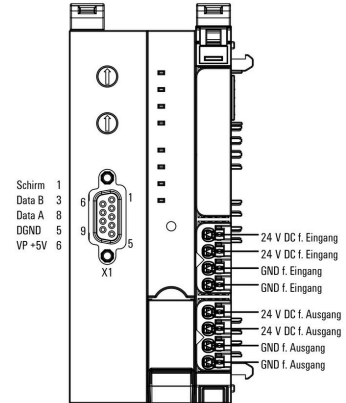 Schirm 1
Data B 3
Data A 8
DGND 5
VP +5V 6
6
1
9
5
X1
24 V DC f. Eingang
24 V DC f. Eingang
GND f. Eingang
GND f. Eingang
24 V DC f. Ausgang
24 V DC f. Ausgang
GND f. Ausgang
GND f. Ausgang